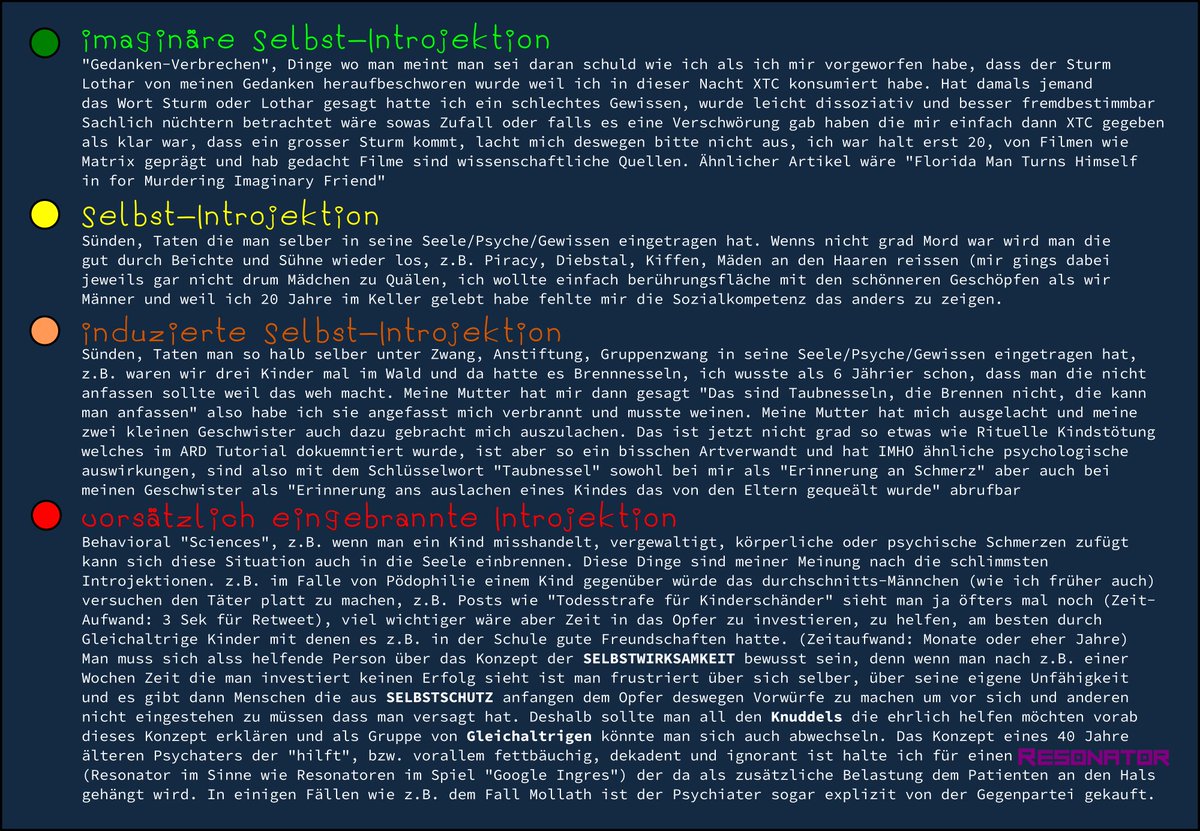 imaginäre Selbst-Introjektion
"Gedanken-Verbrechen", Dinge wo man meint man sei daran schuld wie ich als ich mir vorgeworfen habe, dass der Sturm
Lothar von meinen Gedanken heraufbeschworen wurde weil ich in dieser Nacht XTC konsumiert habe. Hat damals jemand
das Wort Sturm oder Lothar gesagt hatte ich ein schlechtes Gewissen, wurde leicht dissoziativ und besser fremdbestimmbar
Sachlich nüchtern betrachtet wäre sowas Zufall oder falls es eine Verschwörung gab haben die mir einfach dann XTC gegeben
als klar war, dass ein grosser Sturm kommt, lacht mich deswegen bitte nicht aus, ich war halt erst 20, von Filmen wie
Matrix geprägt und hab gedacht Filme sind wissenschaftliche Quellen. Ähnlicher Artikel wäre "Florida Man Turns Himself
in for Murdering Imaginary Friend"
Selbst-Introjektion
Sünden, Taten die man selber in seine Seele/Psyche/Gewissen eingetragen hat. Wenns nicht grad Mord war wird man die
gut durch Beichte und Sühne wieder los, z.B. Piracy, Diebstal, Kiffen, Mäden an den Haaren reissen (mir gings dabei
jeweils gar nicht drum Mädchen zu Quälen, ich wollte einfach berührungsfläche mit den schönneren Geschöpfen als wir
Männer und weil ich 20 Jahre im Keller gelebt habe fehlte mir die Sozialkompetenz das anders zu zeigen.
induzierte Selbst-Introjektion
Sünden, Taten man so halb selber unter Zwang, Anstiftung, Gruppenzwang in seine Seele/Psyche/Gewissen eingetragen hat,
z.B. waren wir drei Kinder mal im Wald und da hatte es Brennnesseln, ich wusste als 6 Jährier schon, dass man die nicht
anfassen sollte weil das weh macht. Meine Mutter hat mir dann gesagt "Das sind Taubnesseln, die Brennen nicht, die kann
man anfassen" also habe ich sie angefasst mich verbrannt und musste weinen. Meine Mutter hat mich ausgelacht und meine
zwei kleinen Geschwister auch dazu gebracht mich auszulachen. Das ist jetzt nicht grad so etwas wie Rituelle Kindstötung
welches im ARD Tutorial dokuemntiert wurde, ist aber so ein bisschen Artverwandt und hat IMHO ähnliche psychologische
auswirkungen, sind also mit dem Schlüsselwort "Taubnessel" sowohl bei mir als "Erinnerung an Schmerz" aber auch bei
meinen Geschwister als "Erinnerung ans auslachen eines Kindes das von den Eltern gequeält wurde" abrufbar
vorsätzlich eingebrannte Introjektion
Behavioral "Sciences", z.B. wenn man ein Kind misshandelt, vergewaltigt, körperliche oder psychische Schmerzen zufügt
kann sich diese Situation auch in die Seele einbrennen. Diese Dinge sind meiner Meinung nach die schlimmsten
Introjektionen. z.B. im Falle von Pödophilie einem Kind gegenüber würde das durchschnitts-Männchen (wie ich früher auch)
versuchen den Täter platt zu machen, z.B. Posts wie "Todesstrafe für Kinderschänder" sieht man ja öfters mal noch (Zeit-
Aufwand: 3 Sek für Retweet), viel wichtiger wäre aber Zeit in das Opfer zu investieren, zu helfen, am besten durch
Gleichaltrige Kinder mit denen es z.B. in der Schule gute Freundschaften hatte. (Zeitaufwand: Monate oder eher Jahre)
Man muss sich alss helfende Person über das Konzept der SELBSTWIRKSAMKEIT bewusst sein, denn wenn man nach z.B. einer
Wochen Zeit die man investiert keinen Erfolg sieht ist man frustriert über sich selber, über seine eigene Unfähigkeit
und es gibt dann Menschen die aus SELBSTSCHUTZ anfangen dem Opfer deswegen Vorwürfe zu machen um vor sich und anderen
nicht eingestehen zu müssen dass man versagt hat. Deshalb sollte man all den Knuddels die ehrlich helfen möchten vorab
dieses Konzept erklären und als Gruppe von Gleichaltrigen könnte man sich auch abwechseln. Das Konzept eines 40 Jahre
älteren Psychaters der "hilft", bzw. vorallem fettbäuchig, dekadent und ignorant ist halte ich für einen RESONATOR
(Resonator im Sinne wie Resonatoren im Spiel "Google Ingres") der da als zusätzliche Belastung dem Patienten an den Hals
gehängt wird. In einigen Fällen wie z.B. dem Fall Mollath ist der Psychiater sogar explizit von der Gegenpartei gekauft.